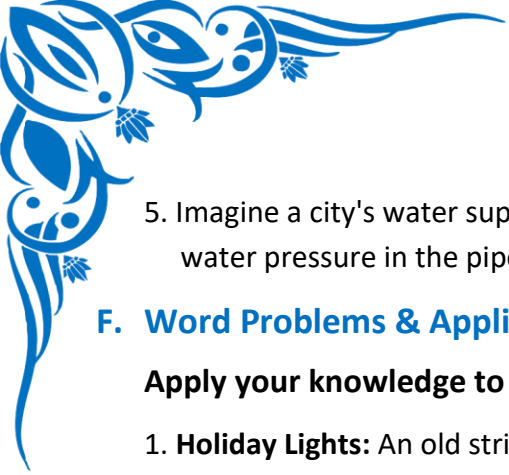 5. Imagine a city's water sup
water pressure in the pip
F. Word Problems & Appli
Apply your knowledge to
1. Holiday Lights: An old stri